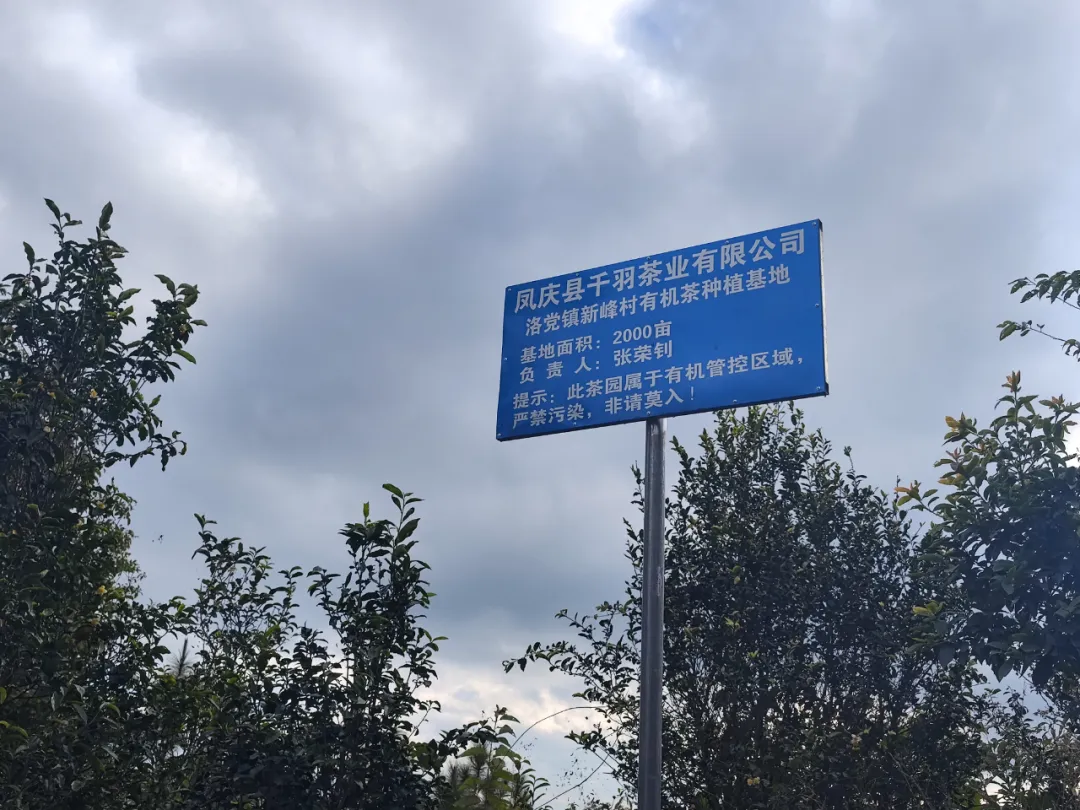 凤庆县千羽茶业有限公司
洛党镇新峰村有机茶种植基地
基地面积：2000亩
负责人：张荣钊
提示：此茶园属于有机管控区域，
严禁污染，非请莫入！